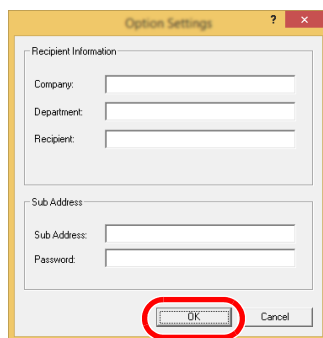 Option Settings ?
Recipient Information
Company:
Department:
Recipient:
Sub Address
Sub Address:
Password:
OK Cancel